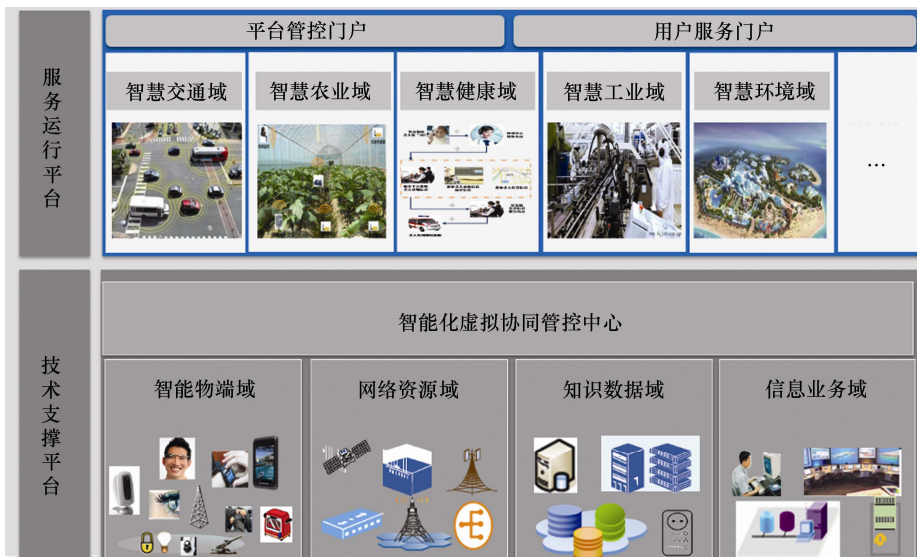 平台管控门户
用户服务门户
服务运行平台
智慧交通域
智慧农业域
智慧健康域
智慧工业域
智慧环境域
…
技术支撑平台
智能化虚拟协同管控中心
智能物端域
网络资源域
知识数据域
信息业务域